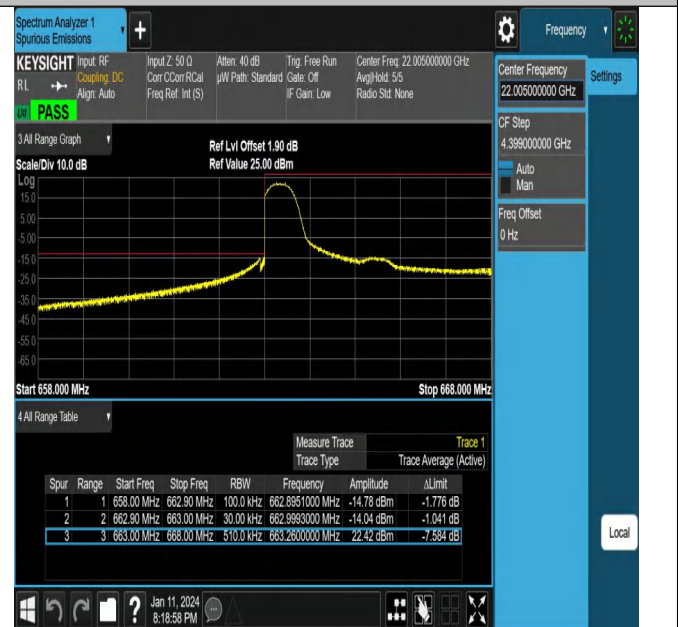 Spectrum Analyzer 1
Spurious Emissions
Frequency
KEYSIGHT
RL
Input: RF
Coupling: DC
Align: Auto
Input Z: 50 Ω
Corr CCorr RCal
Freq Ref: Int (S)
Atten: 40 dB
µW Path: Standard
Trig: Free Run
Gate: Off
IF Gain: Low
Center Freq: 22.005000000 GHz
Avg|Hold: 5/5
Radio Std: None
PASS
Center Frequency
22.005000000 GHz
Settings
CF Step
4.399000000 GHz
Auto
Man
Freq Offset
0 Hz
3 All Range Graph
Scale/Div 10.0 dB
Ref Lvl Offset 1.90 dB
Ref Value 25.00 dBm
Log
15.0
5.00
-5.00
-15.0
-25.0
-35.0
-45.0
-55.0
-65.0
Start 658.000 MHz
Stop 668.000 MHz
4 All Range Table
Measure Trace Trace 1
Trace Type Trace Average (Active)
Spur Range Start Freq Stop Freq RBW Frequency Amplitude ΔLimit
1 1 658.00 MHz 662.90 MHz 100.0 kHz 662.8951000 MHz -14.78 dBm -1.776 dB
2 2 662.90 MHz 663.00 MHz 30.00 kHz 662.9993000 MHz -14.04 dBm -1.041 dB
3 3 663.00 MHz 668.00 MHz 510.0 kHz 663.2600000 MHz 22.42 dBm -7.584 dB
Local
Jan 11, 2024
8:18:58 PM